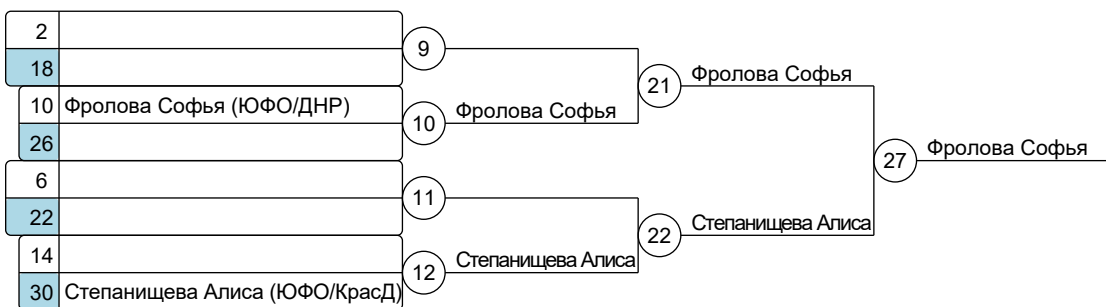 2
9
18
21 Фролова Софья
10 Фролова Софья (ЮФО/ДНР)
10 Фролова Софья
26
27 Фролова Софья
6
11
22
22 Степанищева Алиса
14
12 Степанищева Алиса
30 Степанищева Алиса (ЮФО/КрасД)